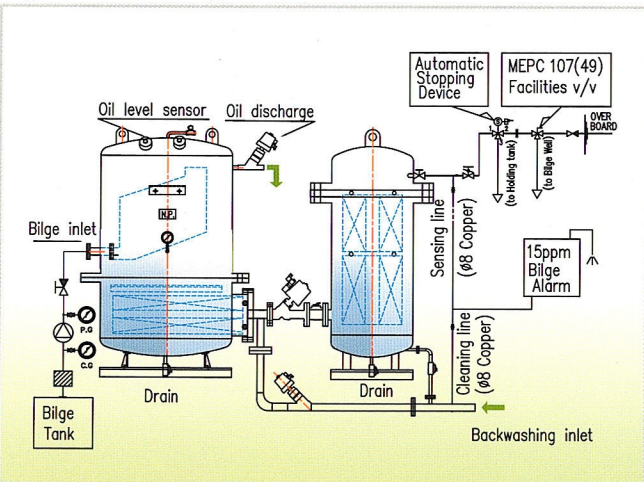 Automatic
Stopping
Device
MEPC 107(49)
Facilities v/v
OVER
BOARD
Oil level sensor
Oil discharge
(to Holding tank)
(to Bilge Well)
S
N.P.
Bilge inlet
Sensing line
(ø8 Copper)
15ppm
Bilge
Alarm
P.G
C.G
Cleaning line
(ø8 Copper)
Drain
Drain
Bilge
Tank
Backwashing inlet